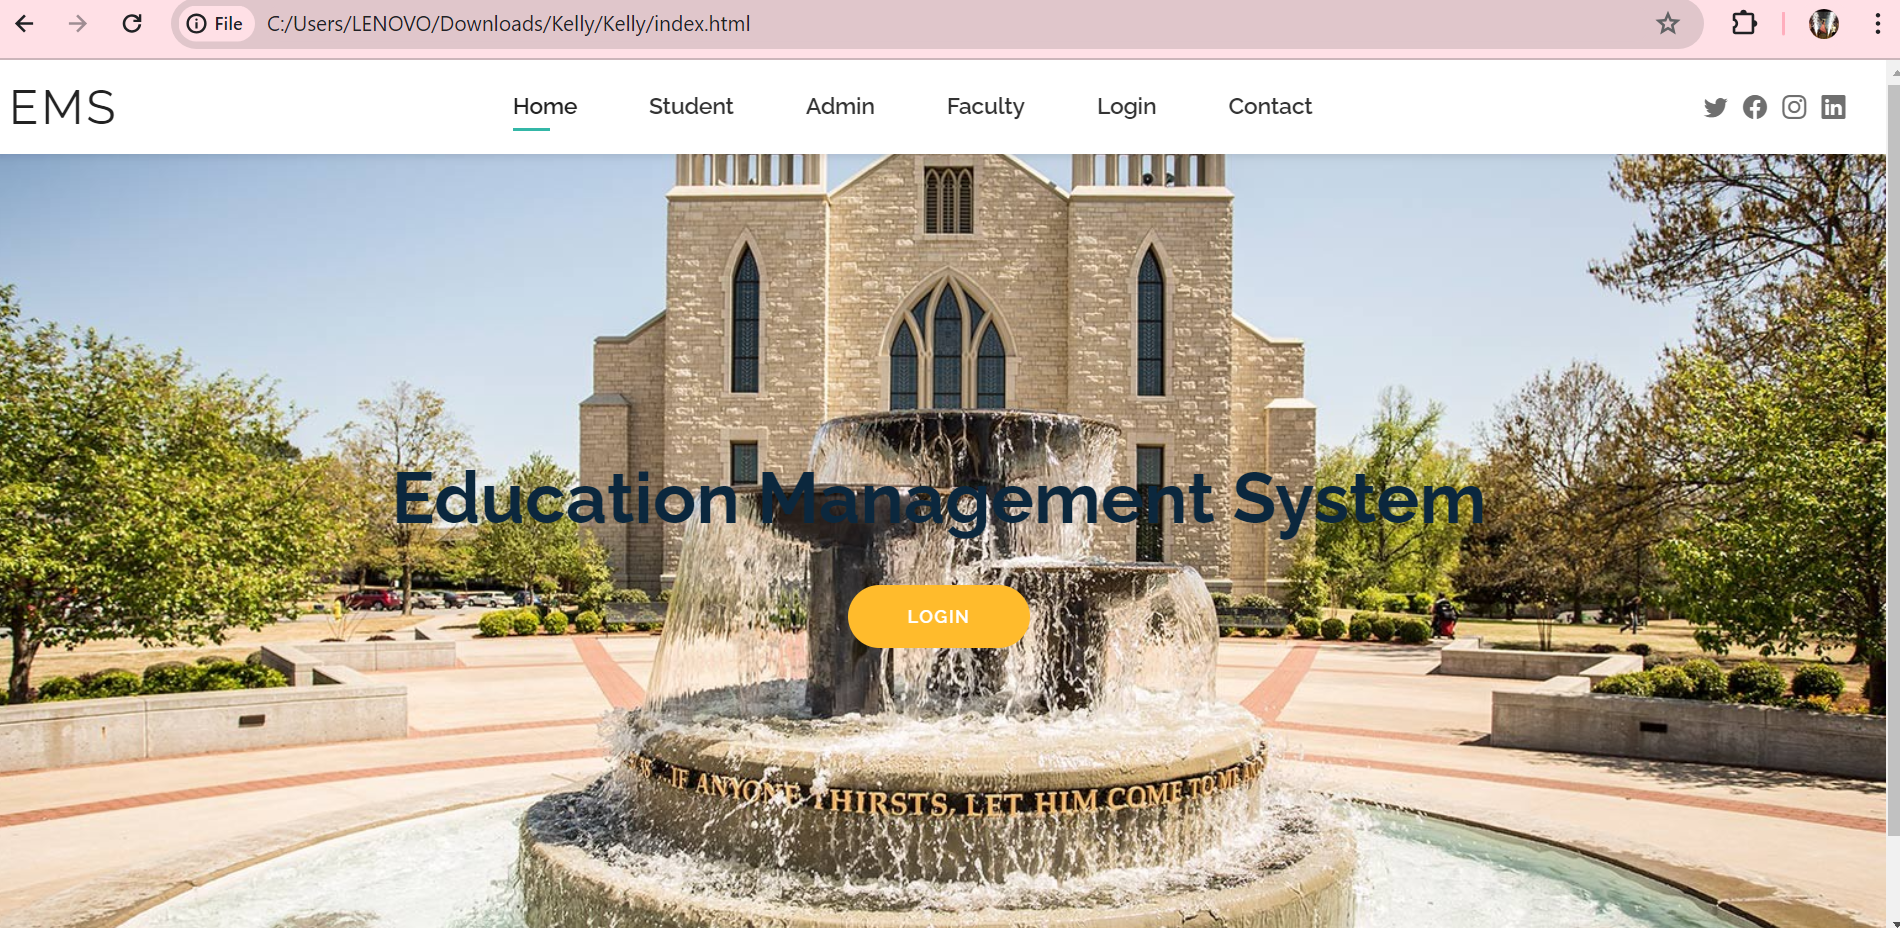 File C:/Users/LENOVO/Downloads/Kelly/Kelly/index.html
EMS Home Student Admin Faculty Login Contact
Education Management System
LOGIN
IF ANYONE THIRSTS, LET HIM COME TO ME AND